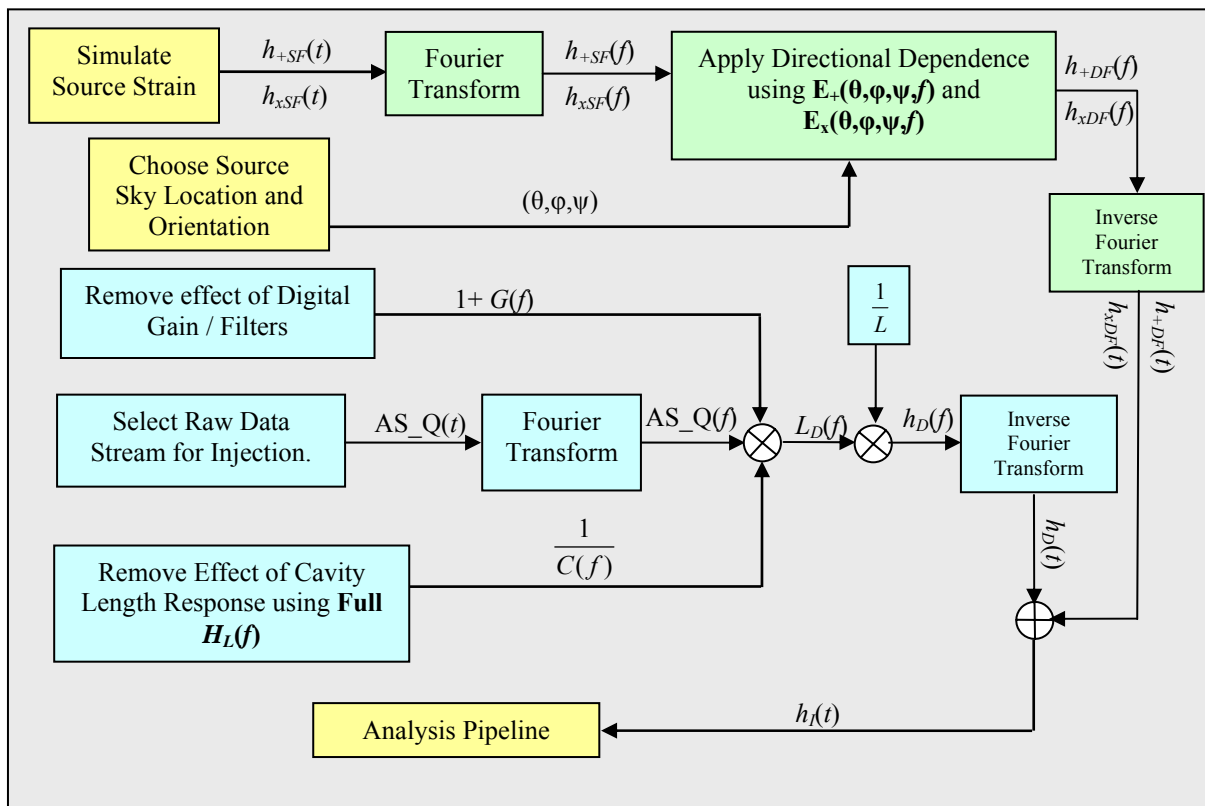 Simulate
Source Strain
h+SF(t)
hxSF(t)
Fourier
Transform
h+SF(f)
hxSF(f)
Apply Directional Dependence
using E+(θ,φ,ψ,f) and
Ex(θ,φ,ψ,f)
h+DF(f)
hxDF(f)
Choose Source
Sky Location and
Orientation
(θ,φ,ψ)
Inverse
Fourier
Transform
h+DF(t)
hxDF(t)
Remove effect of Digital
Gain / Filters
1+ G(f)
1
L
Select Raw Data
Stream for Injection.
AS_Q(t)
Fourier
Transform
AS_Q(f)
LD(f)
hD(f)
Inverse
Fourier
Transform
hD(t)
Remove Effect of Cavity
Length Response using Full
HL(f)
1
C(f)
Analysis Pipeline
hI(t)